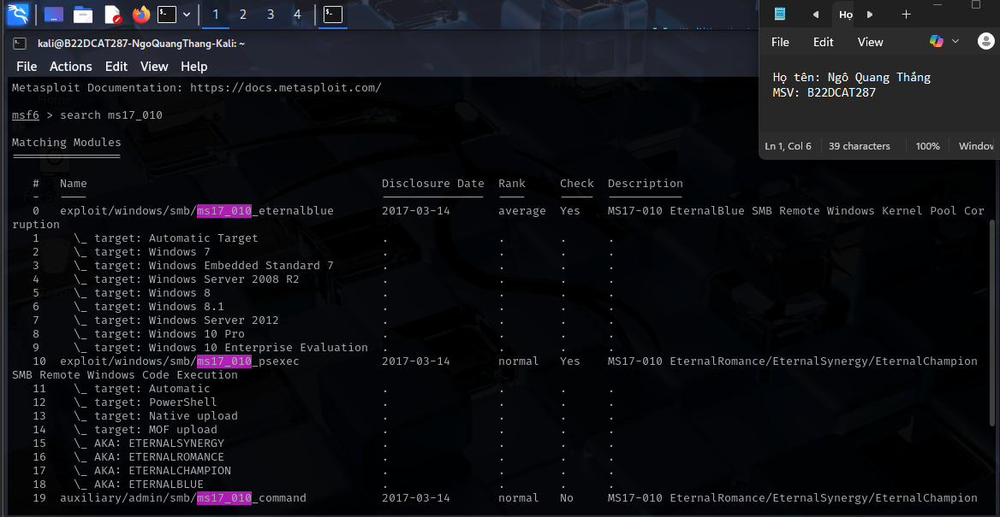 1 2 3 4
kali@B22DCAT287-NgoQuangThang-Kali: ~
File Actions Edit View Help
Metasploit Documentation: https://docs.metasploit.com/
msf6 > search ms17_010
Matching Modules
# Name Disclosure Date Rank Check Description
- ---- --------------- ---- ----- -----------
0 exploit/windows/smb/ms17_010_eternalblue 2017-03-14 average Yes MS17-010 EternalBlue SMB Remote Windows Kernel Pool Cor
ruption
1 \_ target: Automatic Target . . . .
2 \_ target: Windows 7 . . . .
3 \_ target: Windows Embedded Standard 7 . . . .
4 \_ target: Windows Server 2008 R2 . . . .
5 \_ target: Windows 8 . . . .
6 \_ target: Windows 8.1 . . . .
7 \_ target: Windows Server 2012 . . . .
8 \_ target: Windows 10 Pro . . . .
9 \_ target: Windows 10 Enterprise Evaluation . . . .
10 exploit/windows/smb/ms17_010_psexec 2017-03-14 normal Yes MS17-010 EternalRomance/EternalSynergy/EternalChampion
SMB Remote Windows Code Execution
11 \_ target: Automatic . . . .
12 \_ target: PowerShell . . . .
13 \_ target: Native upload . . . .
14 \_ target: MOF upload . . . .
15 \_ AKA: ETERNALSYNERGY . . . .
16 \_ AKA: ETERNALROMANCE . . . .
17 \_ AKA: ETERNALCHAMPION . . . .
18 \_ AKA: ETERNALBLUE . . . .
19 auxiliary/admin/smb/ms17_010_command 2017-03-14 normal No MS17-010 EternalRomance/EternalSynergy/EternalChampion
Họ
File Edit View
Họ tên: Ngô Quang Thắng
MSV: B22DCAT287
Ln 1, Col 6 39 characters 100% Window